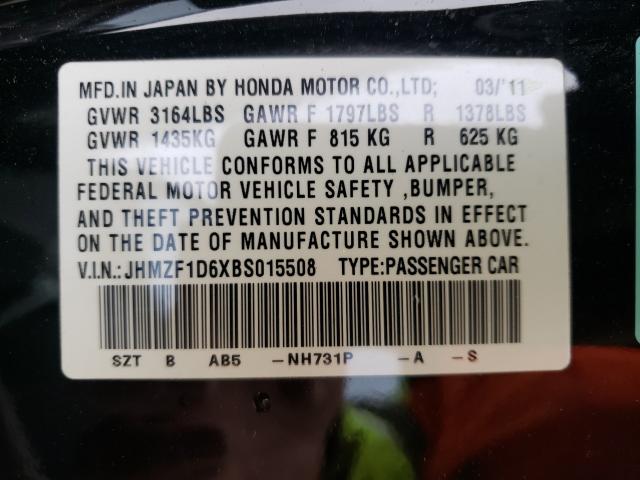 MFD.IN JAPAN BY HONDA MOTOR CO.,LTD; 03/'11
GVWR 3164LBS GAWR F 1797LBS R 1378LBS
GVWR 1435KG GAWR F 815 KG R 625 KG
THIS VEHICLE CONFORMS TO ALL APPLICABLE
FEDERAL MOTOR VEHICLE SAFETY ,BUMPER,
AND THEFT PREVENTION STANDARDS IN EFFECT
ON THE DATE OF MANUFACTURE SHOWN ABOVE.
V.I.N.:JHMZF1D6XBS015508 TYPE:PASSENGER CAR
SZT B AB5 -NH731P -A -S